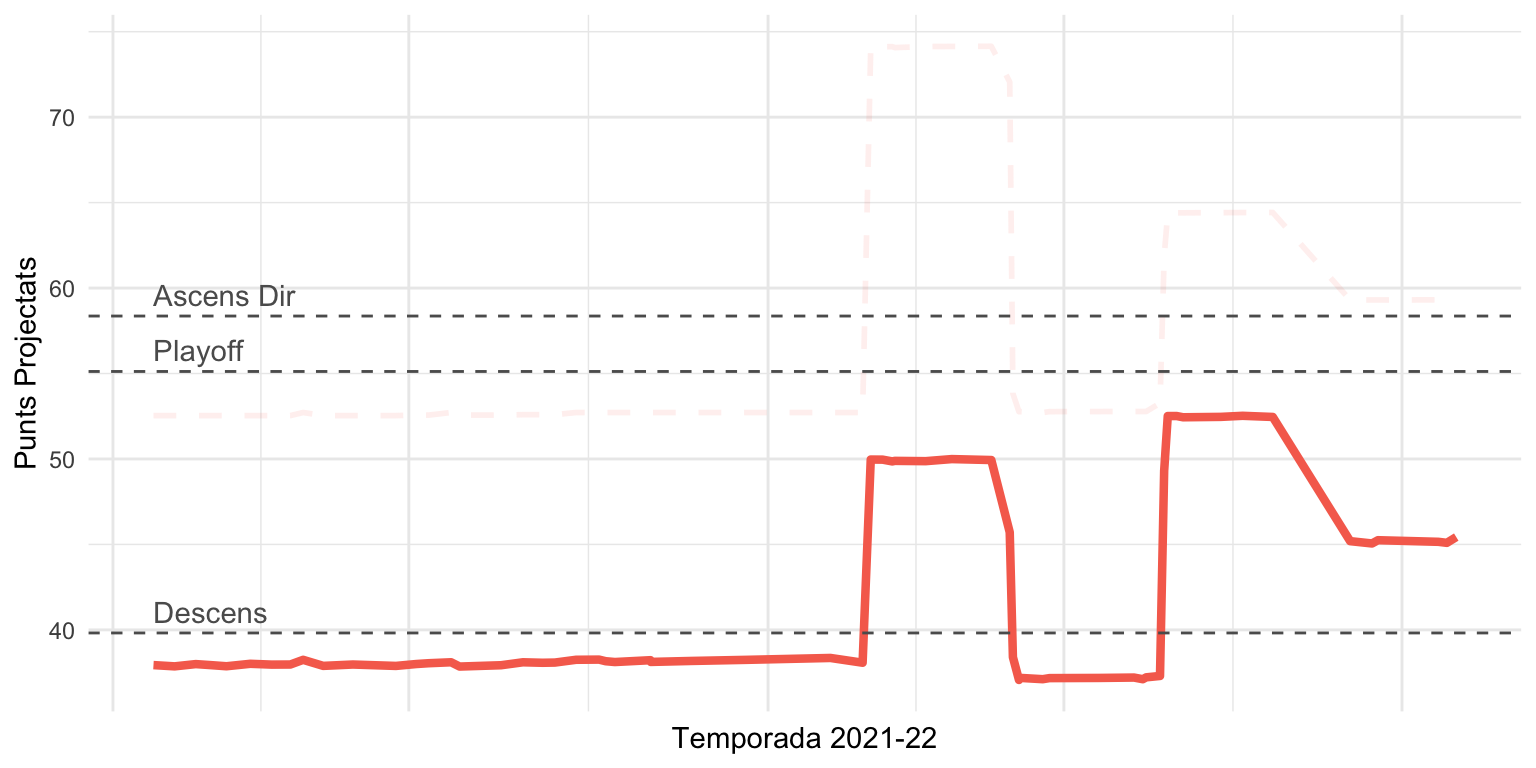 70
60
50
40
Punts Projectats
Ascens Dir
Playoff
Descens
Temporada 2021-22